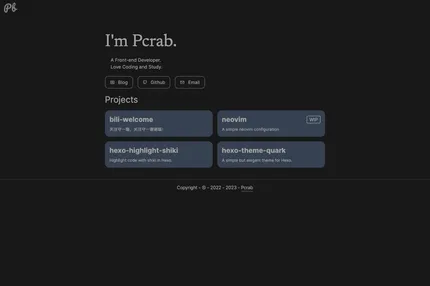 I'm Pcrab.
A Front-end Developer.
Love Coding and Study.
Blog
Github
Email
Projects
bili-welcome
neovim
WIP
A simple neovim configuration.
hexo-highlight-shiki
hexo-theme-quark
Highlight code with shiki in hexo.
A simple but elegant theme for Hexo.
Copyright - © - 2022 - 2023 - Pcrab